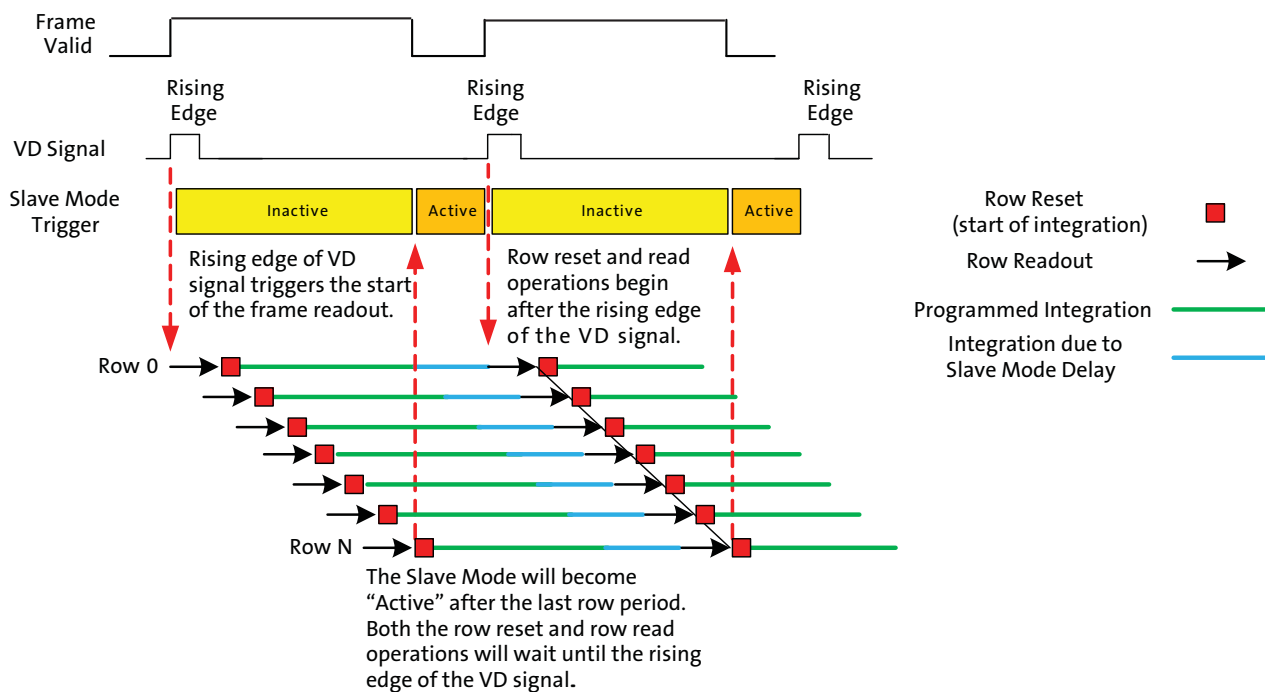 Frame
Valid
Rising
Edge
Rising
Edge
Rising
Edge
VD Signal
Slave Mode
Trigger
Inactive
Active
Inactive
Active
Rising edge of VD
signal triggers the start
of the frame readout.
Row reset and read
operations begin
after the rising edge
of the VD signal.
Row Reset
(start of integration)
Row Readout
Programmed Integration
Integration due to
Slave Mode Delay
Row 0
Row N
The Slave Mode will become
“Active” after the last row period.
Both the row reset and row read
operations will wait until the rising
edge of the VD signal.